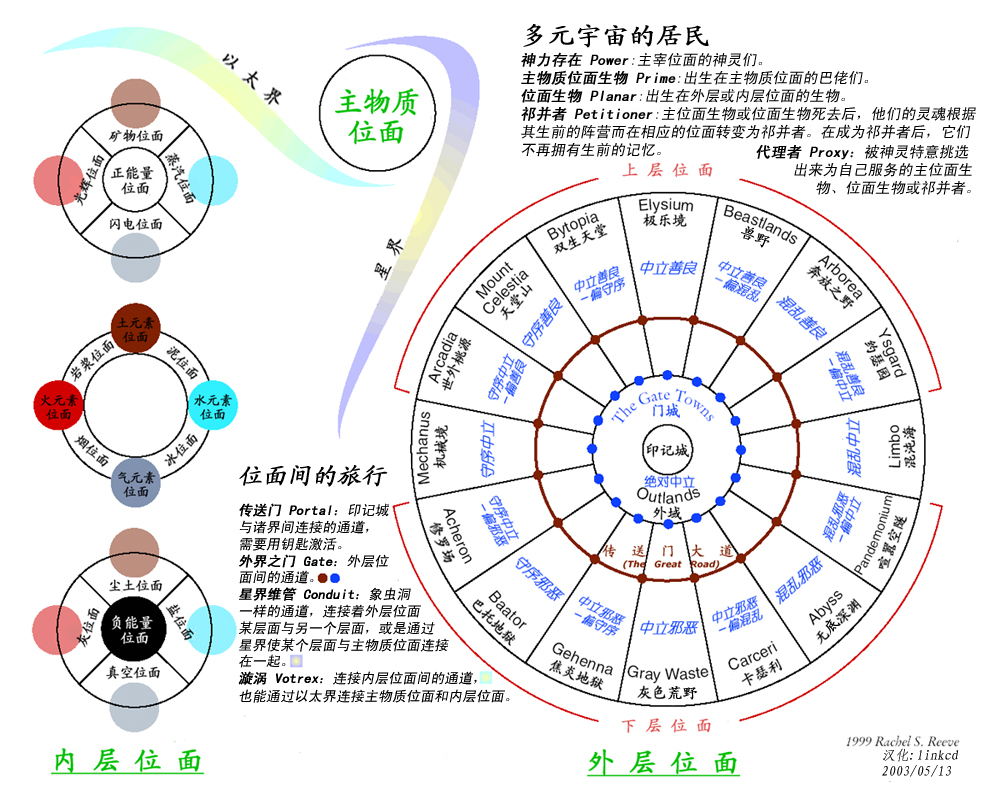 多元宇宙的居民
神力存在 Power:主宰位面的神灵们。
主物质位面生物 Prime:出生在主物质位面的巴佬们。
位面生物 Planar:出生在外层或内层位面的生物。
祁并者 Petitioner:主位面生物或位面生物死去后，他们的灵魂根据
其生前的阵营而在相应的位面转变为祁并者。在成为祁并者后，它们
不再拥有生前的记忆。
代理者 Proxy：被神灵特意挑选
出来为自己服务的主位面生
物、位面生物或祁并者。
以太界
主物质
位面
星界
矿物位面
光辉位面
正能量
位面
蒸汽位面
闪电位面
土元素
位面
岩浆位面
泥位面
火元素
位面
水元素
位面
烟位面
冰位面
气元素
位面
尘土位面
灰位面
负能量
位面
盐位面
真空位面
内层位面
位面间的旅行
传送门 Portal：印记城
与诸界间连接的通道，
需要用钥匙激活。
外界之门 Gate：外层位
面间的通道。
星界维管 Conduit：象虫洞
一样的通道，连接着外层位面
某层面与另一个层面，或是通过
星界使某个层面与主物质位面连接
在一起。
漩涡 Votrex：连接内层位面间的通道，
也能通过以太界连接主物质位面和内层位面。
上层位面
Elysium
极乐境
中立善良
Beastlands
兽野
中立善良
-偏混乱
Arborea
奔放之野
混乱善良
Ysgard
约瑟园
混乱善良
-偏中立
Limbo
混沌海
混乱中立
Pandemonium
喧嚣空隧
混乱邪恶
-偏中立
Abyss
无底深渊
混乱邪恶
Carceri
卡瑟利
中立邪恶
-偏混乱
Gray Waste
灰色荒野
中立邪恶
Gehenna
焦炎地狱
中立邪恶
-偏守序
Baator
巴托地狱
守序邪恶
Acheron
修罗场
守序中立
-偏邪恶
Mechanus
机械境
守序中立
Arcadia
世外桃源
守序中立
-偏善良
Mount
Celestia
天堂山
守序善良
Bytopia
双生天堂
中立善良
-偏守序
The Gate Towns
门城
印记城
绝对中立
Outlands
外域
传送门大道
(The Great Road)
下层位面
外层位面
1999 Rachel S. Reeve
汉化:linkcd
2003/05/13